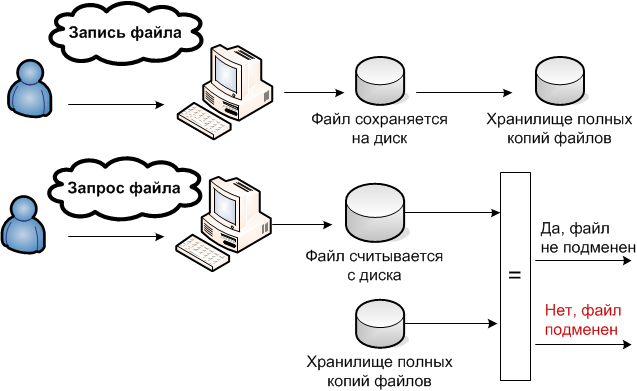 Запись файла
Файл сохраняется
на диск
Хранилище полных
копий файлов
Запрос файла
Файл считывается
с диска
Хранилище полных
копий файлов
=
Да, файл
не подменен
Нет, файл
подменен